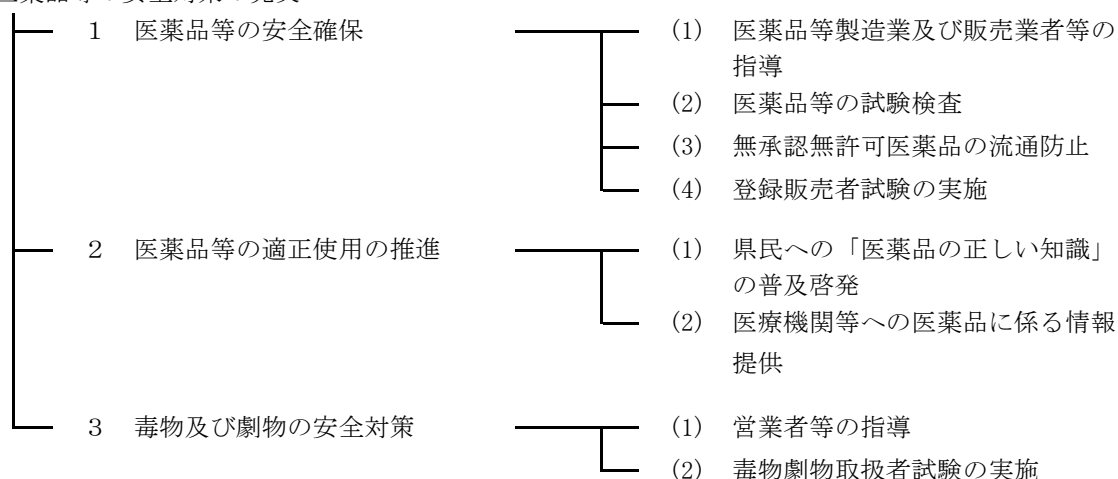 1 医薬品等の安全確保
(1) 医薬品等製造業及び販売業者等の
指導
(2) 医薬品等の試験検査
(3) 無承認無許可医薬品の流通防止
(4) 登録販売者試験の実施
2 医薬品等の適正使用の推進
(1) 県民への「医薬品の正しい知識」
の普及啓発
(2) 医療機関等への医薬品に係る情報
提供
3 毒物及び劇物の安全対策
(1) 営業者等の指導
(2) 毒物劇物取扱者試験の実施